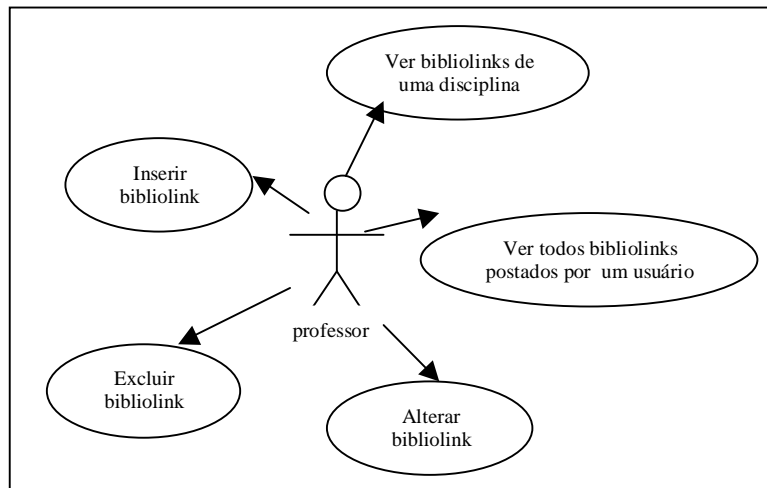 Ver bibliolinks de
uma disciplina
Inserir
bibliolink
Ver todos bibliolinks
postados por um usuário
professor
Excluir
bibliolink
Alterar
bibliolink